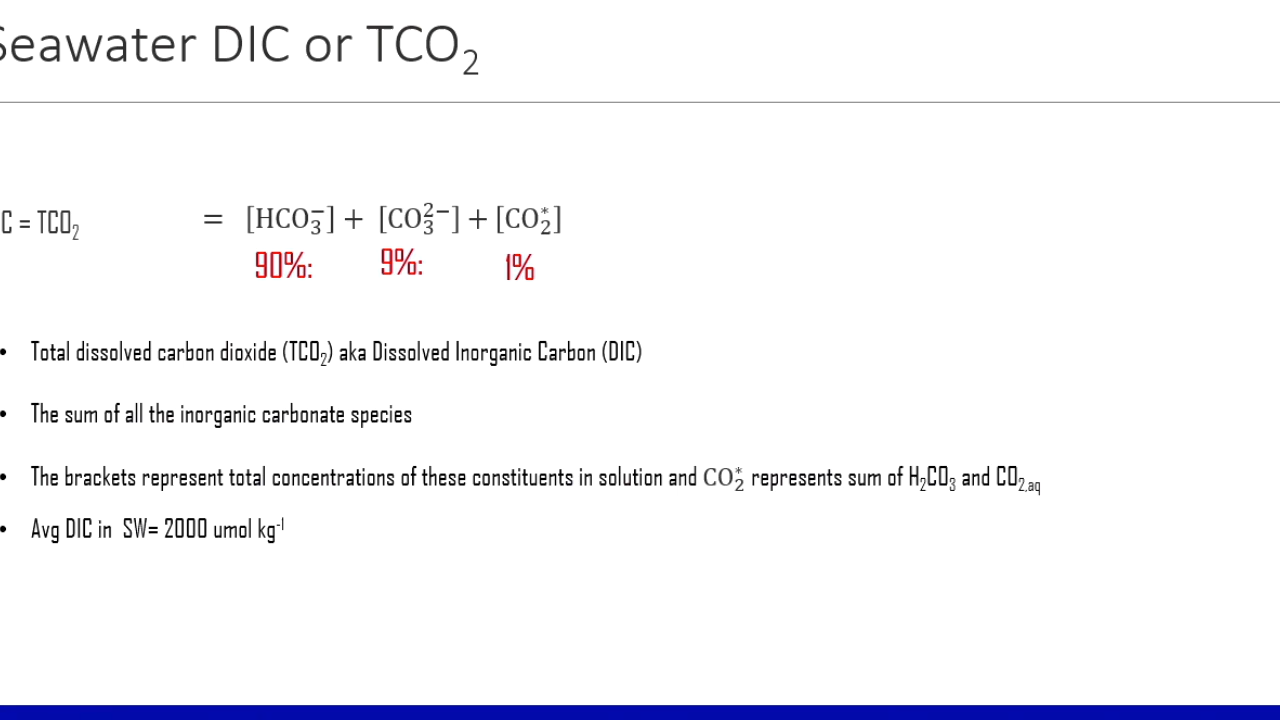 Seawater DIC or TCO₂
C = TCO₂ = [HCO₃⁻] + [CO₃²⁻] + [CO₂*]
90%: 9%: 1%
• Total dissolved carbon dioxide (TCO₂) aka Dissolved Inorganic Carbon (DIC)
• The sum of all the inorganic carbonate species
• The brackets represent total concentrations of these constituents in solution and CO₂* represents sum of H₂CO₃ and CO₂,aq
• Avg DIC in SW= 2000 umol kg⁻¹